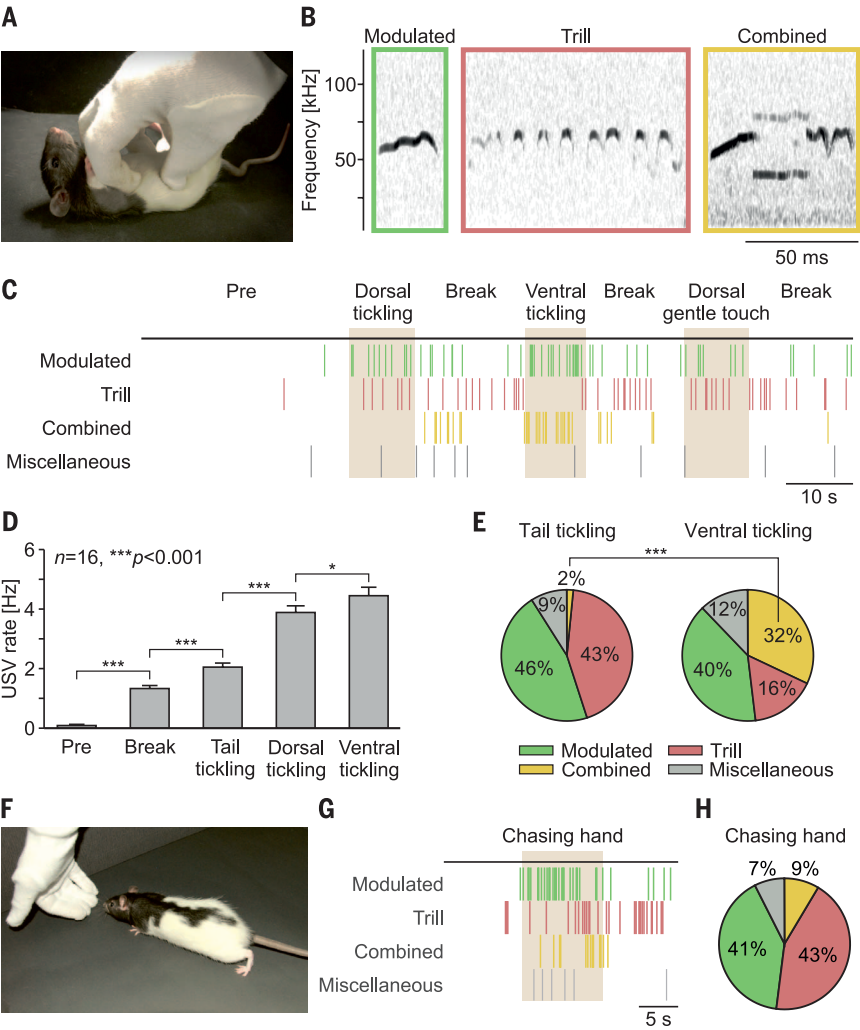 A
B
Modulated
Trill
Combined
Frequency [kHz]
100
50
50 ms
C
Pre
Dorsal tickling
Break
Ventral tickling
Break
Dorsal gentle touch
Break
Modulated
Trill
Combined
Miscellaneous
10 s
D
n=16, ***p<0.001
USV rate [Hz]
6
4
2
0
***
***
***
*
Pre
Break
Tail tickling
Dorsal tickling
Ventral tickling
E
Tail tickling
Ventral tickling
***
2%
9%
43%
46%
12%
32%
40%
16%
Modulated
Trill
Combined
Miscellaneous
F
G
Chasing hand
Modulated
Trill
Combined
Miscellaneous
5 s
H
Chasing hand
7%
9%
41%
43%